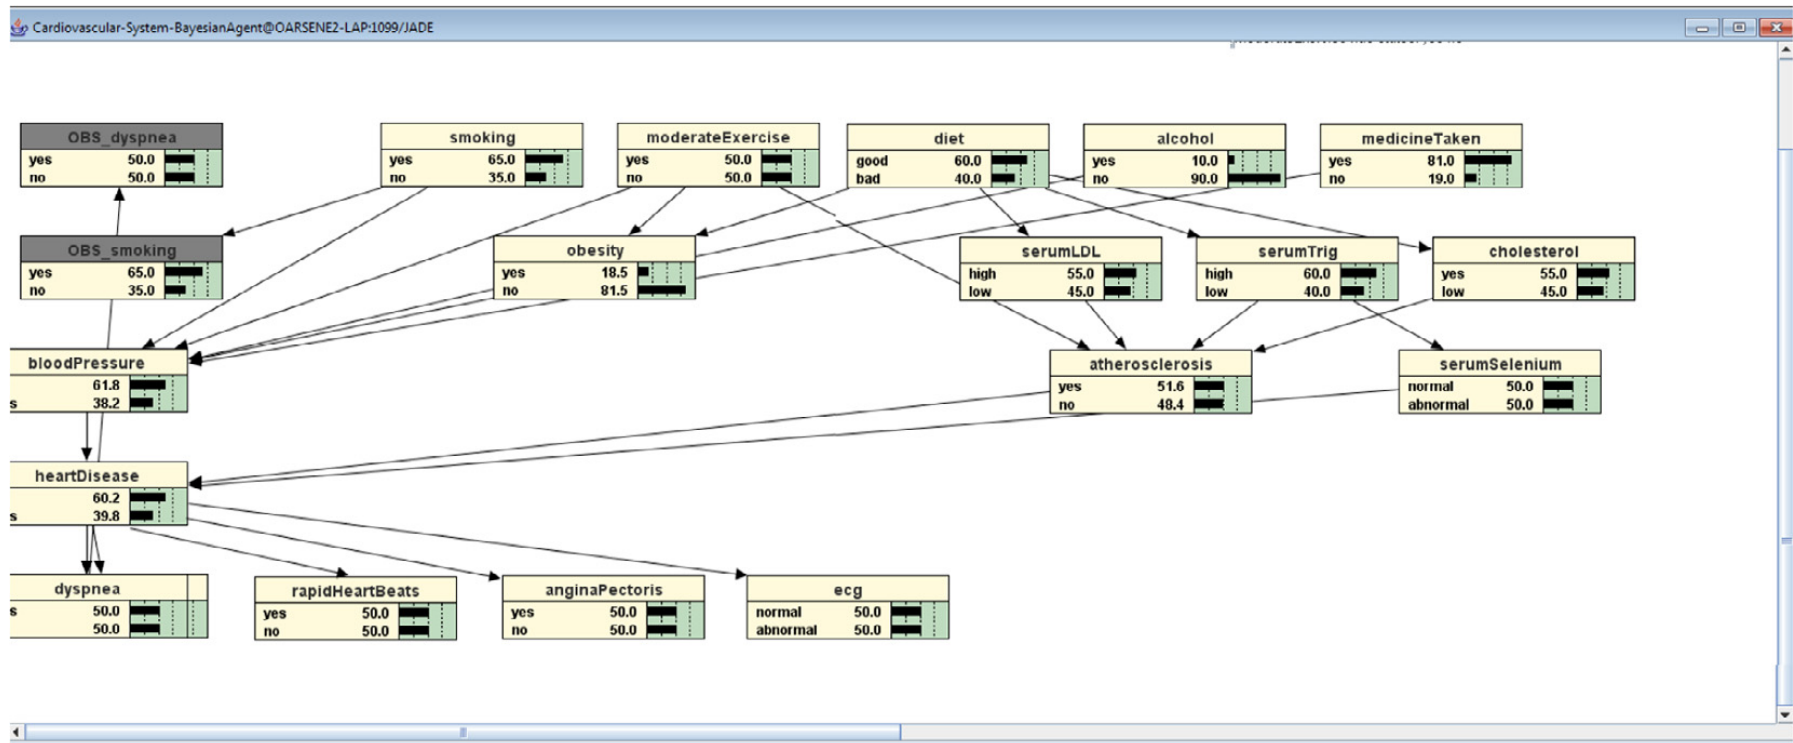 Cardiovascular-System-BayesianAgent@OARSENE2-LAP:1099/JADE
OBS_dyspnea
yes 50.0
no 50.0
smoking
yes 65.0
no 35.0
moderateExercise
yes 50.0
no 50.0
diet
good 60.0
bad 40.0
alcohol
yes 10.0
no 90.0
medicineTaken
yes 81.0
no 19.0
OBS_smoking
yes 65.0
no 35.0
obesity
yes 18.5
no 81.5
serumLDL
high 55.0
low 45.0
serumTrig
high 60.0
low 40.0
cholesterol
yes 55.0
low 45.0
bloodPressure
61.8
s 38.2
atherosclerosis
yes 51.6
no 48.4
serumSelenium
normal 50.0
abnormal 50.0
heartDisease
60.2
s 39.8
dyspnea
s 50.0
50.0
rapidHeartBeats
yes 50.0
no 50.0
anginaPectoris
yes 50.0
no 50.0
ecg
normal 50.0
abnormal 50.0